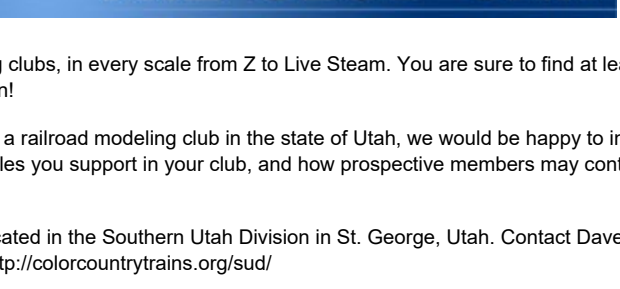 g clubs, in every scale from Z to Live Steam. You are sure to find at lea
n!
a railroad modeling club in the state of Utah, we would be happy to in
les you support in your club, and how prospective members may cont
cated in the Southern Utah Division in St. George, Utah. Contact Dave
tp://colorcountrytrains.org/sud/